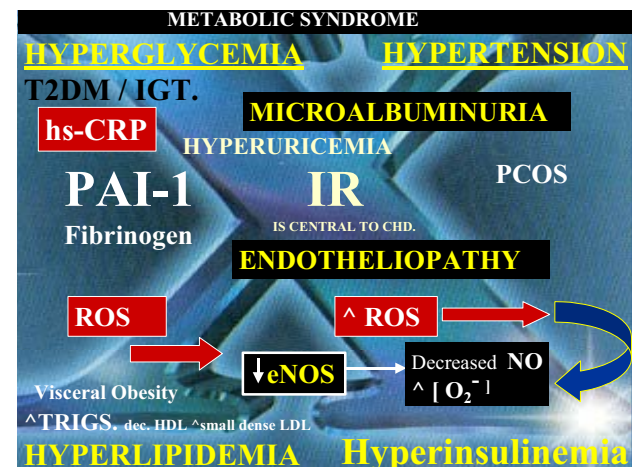 METABOLIC SYNDROME
HYPERGLYCEMIA HYPERTENSION
T2DM / IGT.
MICROALBUMINURIA
hs-CRP
HYPERURICEMIA
PAI-1 IR PCOS
IS CENTRAL TO CHD.
Fibrinogen
ENDOTHELIOPATHY
ROS ^ ROS
↓eNOS
Decreased NO
^ [ O₂⁻ ]
Visceral Obesity
^TRIGS. dec. HDL ^small dense LDL
HYPERLIPIDEMIA Hyperinsulinemia